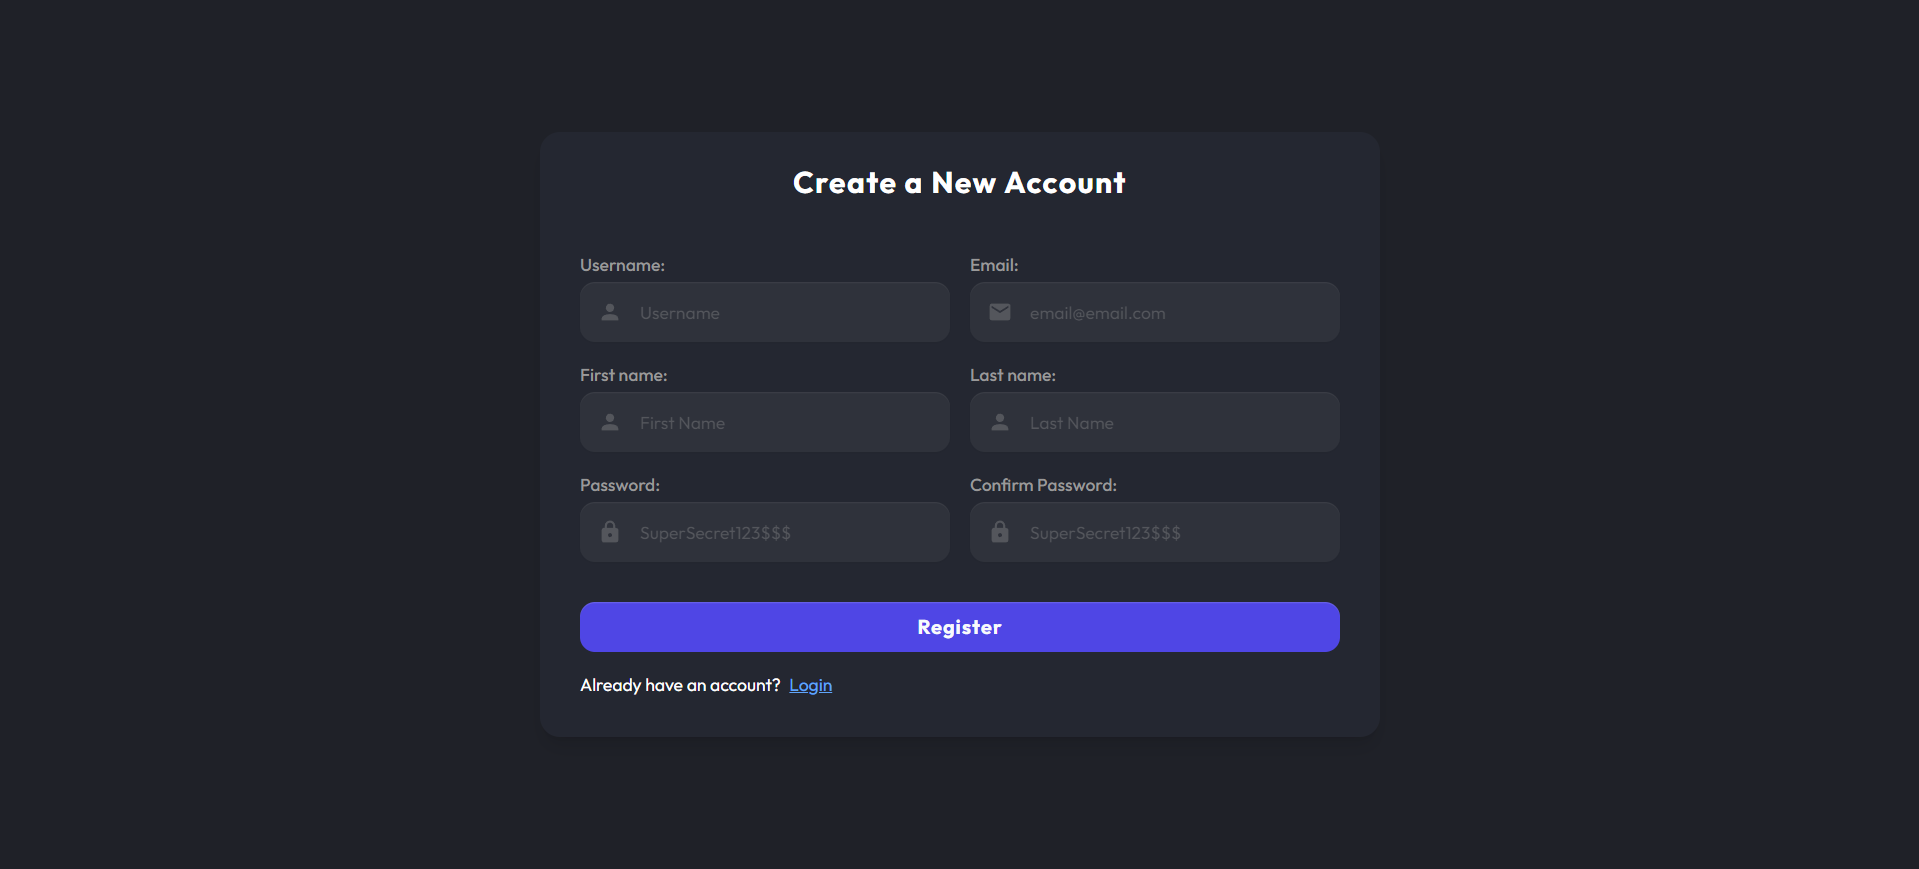 Create a New Account
Username:
Email:
Username
email@email.com
First name:
Last name:
First Name
Last Name
Password:
Confirm Password:
SuperSecret123$$$
SuperSecret123$$$
Register
Already have an account? Login